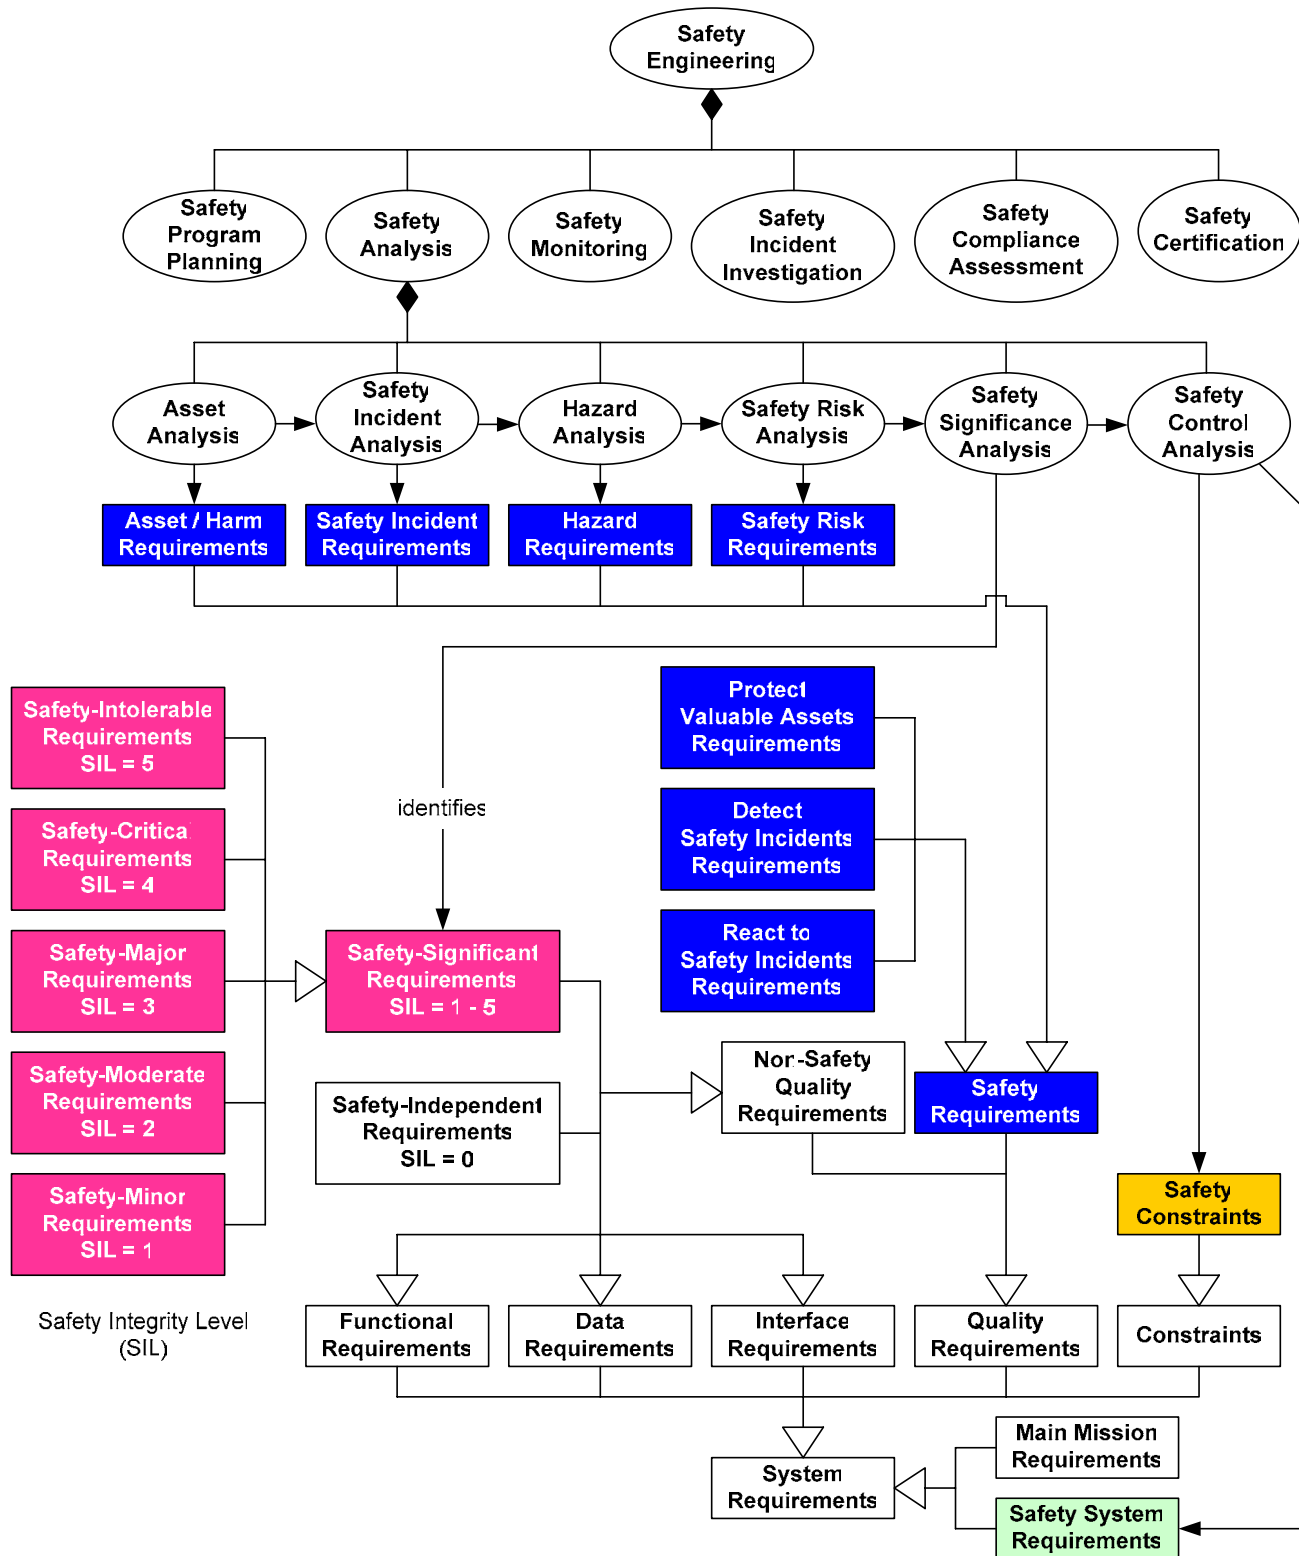 Safety
Engineering
Safety
Program
Planning
Safety
Analysis
Safety
Monitoring
Safety
Incident
Investigation
Safety
Compliance
Assessment
Safety
Certification
Asset
Analysis
Safety
Incident
Analysis
Hazard
Analysis
Safety Risk
Analysis
Safety
Significance
Analysis
Safety
Control
Analysis
Asset / Harm
Requirements
Safety Incident
Requirements
Hazard
Requirements
Safety Risk
Requirements
Safety-Intolerable
Requirements
SIL = 5
Safety-Critical
Requirements
SIL = 4
Safety-Major
Requirements
SIL = 3
Safety-Moderate
Requirements
SIL = 2
Safety-Minor
Requirements
SIL = 1
Safety Integrity Level
(SIL)
identifies
Safety-Significant
Requirements
SIL = 1 - 5
Safety-Independent
Requirements
SIL = 0
Protect
Valuable Assets
Requirements
Detect
Safety Incidents
Requirements
React to
Safety Incidents
Requirements
Non-Safety
Quality
Requirements
Safety
Requirements
Safety
Constraints
Functional
Requirements
Data
Requirements
Interface
Requirements
Quality
Requirements
Constraints
System
Requirements
Main Mission
Requirements
Safety System
Requirements